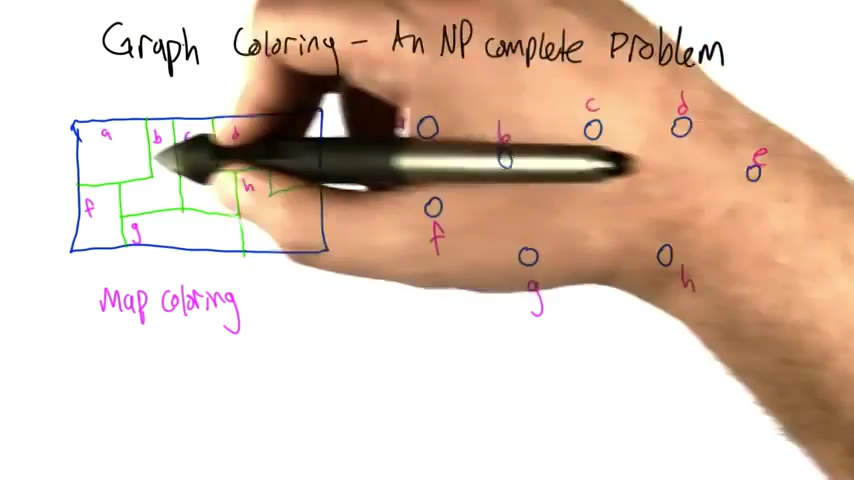 Graph Coloring - An NP complete Problem
a b c d
f h
g
b c d
e
f
g h
Map coloring